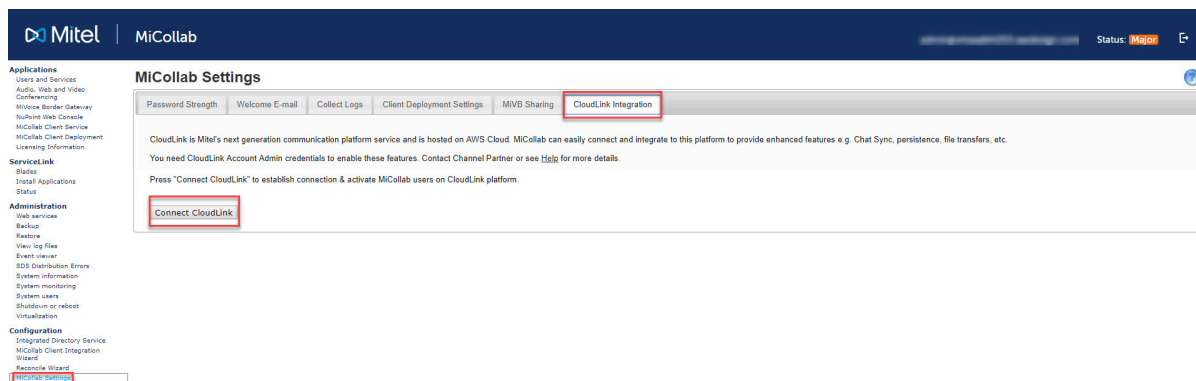 Mitel | MiCollab
Status: Major
Applications
Users and Services
Audio, Web and Video
Conferencing
MiVoice Border Gateway
NuPoint Web Console
MiCollab Client Service
MiCollab Client Deployment
Licensing Information
ServiceLink
Blades
Install Applications
Status
Administration
Web services
Backup
Restore
View log files
Event viewer
SDS Distribution Errors
System information
System monitoring
System users
Shutdown or reboot
Virtualization
Configuration
Integrated Directory Service
MiCollab Client Integration
Wizard
Reconcile Wizard
MiCollab Settings
MiCollab Settings
?
Password Strength Welcome E-mail Collect Logs Client Deployment Settings MiVB Sharing CloudLink Integration
CloudLink is Mitel's next generation communication platform service and is hosted on AWS Cloud. MiCollab can easily connect and integrate to this platform to provide enhanced features e.g. Chat Sync, persistence, file transfers, etc.
You need CloudLink Account Admin credentials to enable these features. Contact Channel Partner or see Help for more details.
Press "Connect CloudLink" to establish connection & activate MiCollab users on CloudLink platform.
Connect CloudLink